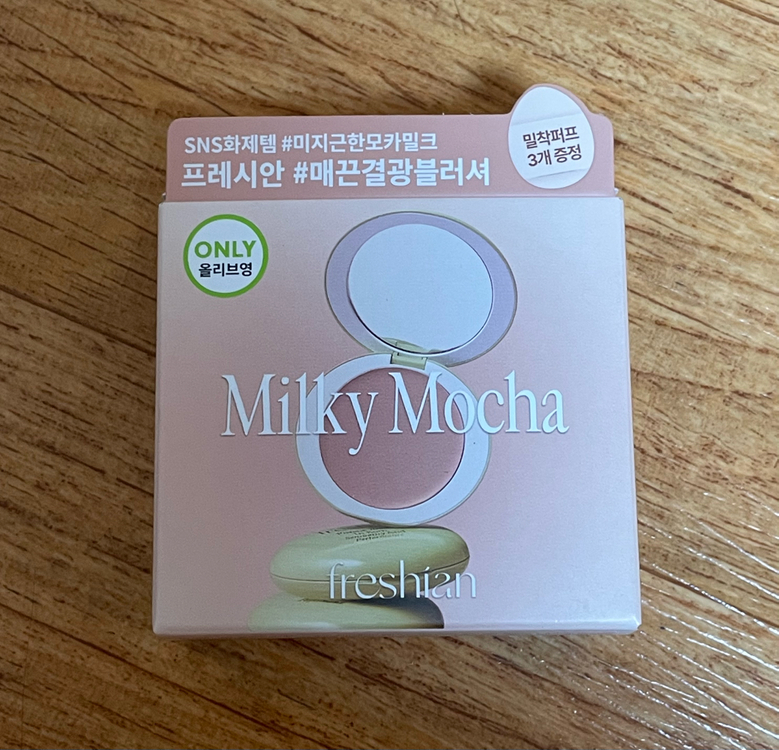 SNS화제템 #미지근한모카밀크
프레시안 #매끈결광블러셔
밀착퍼프
3개 증정
ONLY
올리브영
Milky Mocha
freshian